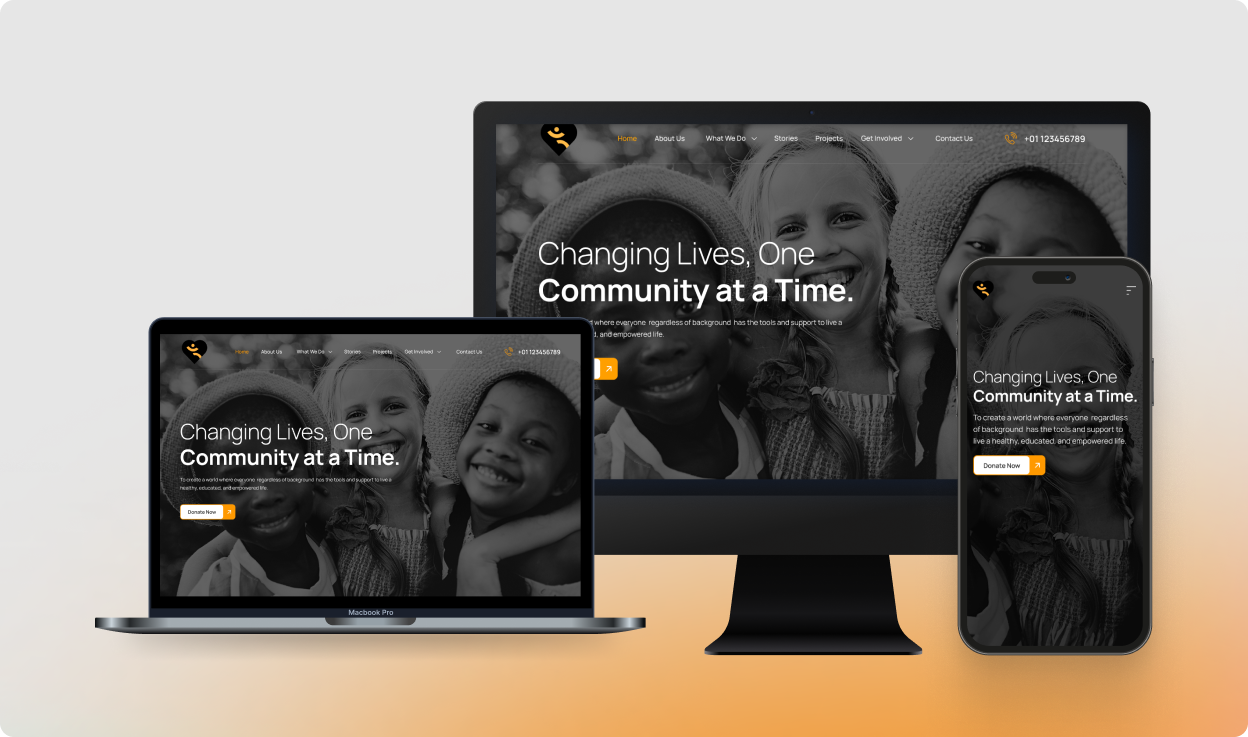 Home About Us What We Do Stories Projects Get Involved Contact Us +01 123456789
Changing Lives, One
Community at a Time.
where everyone regardless of background has the tools and support to live a
and empowered life.
Home About Us What We Do Stories Projects Get Involved Contact Us +01 123456789
Changing Lives, One
Community at a Time.
To create a world where everyone regardless of background has the tools and support to live a
healthy, educated, and empowered life.
Donate Now
Macbook Pro
Changing Lives, One
Community at a Time.
To create a world where everyone regardless
of background has the tools and support to
live a healthy, educated, and empowered life.
Donate Now